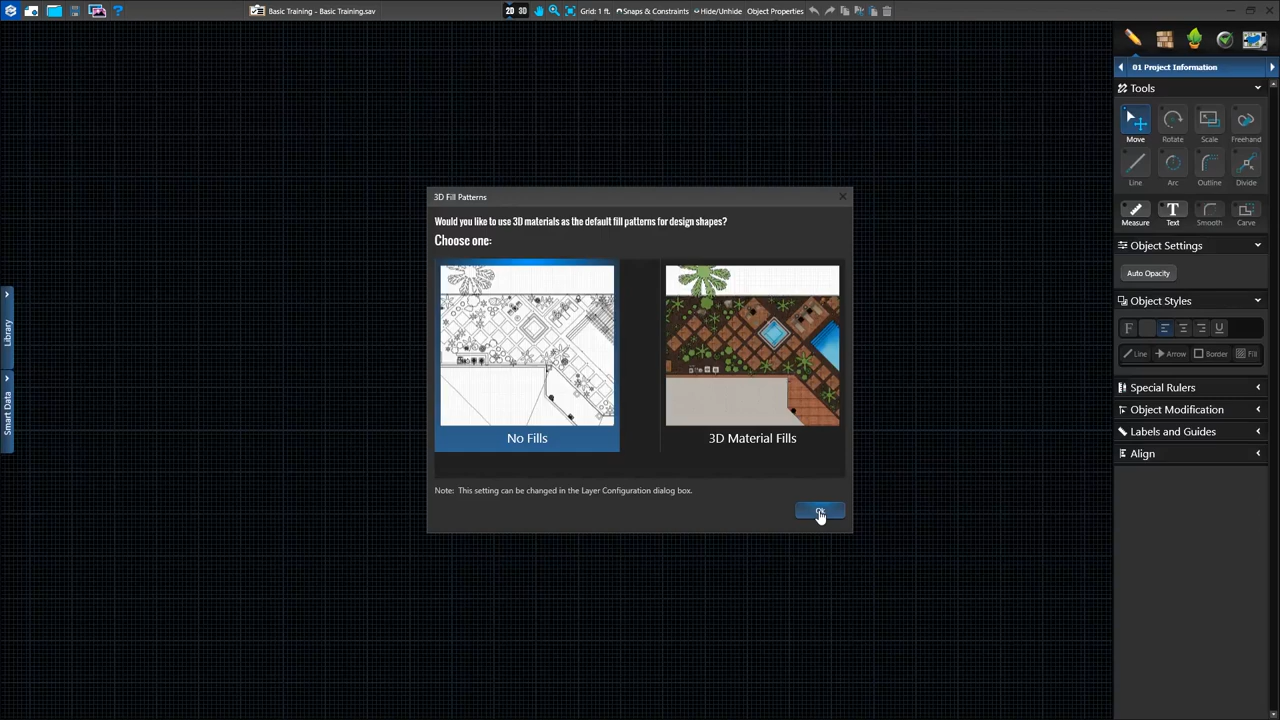 Basic Training - Basic Training.sav
2D 3D
Grid: 1 ft.
Snaps & Constraints
Hide/Unhide
Object Properties
01 Project Information
Tools
Move Rotate Scale Freehand
Line Arc Outline Divide
Measure Text Smooth Carve
Object Settings
Auto Opacity
Object Styles
Line Arrow Border Fill
Special Rulers
Object Modification
Labels and Guides
Align
Library
Smart Data
3D Fill Patterns
Would you like to use 3D materials as the default fill patterns for design shapes?
Choose one:
No Fills
3D Material Fills
Note: This setting can be changed in the Layer Configuration dialog box.